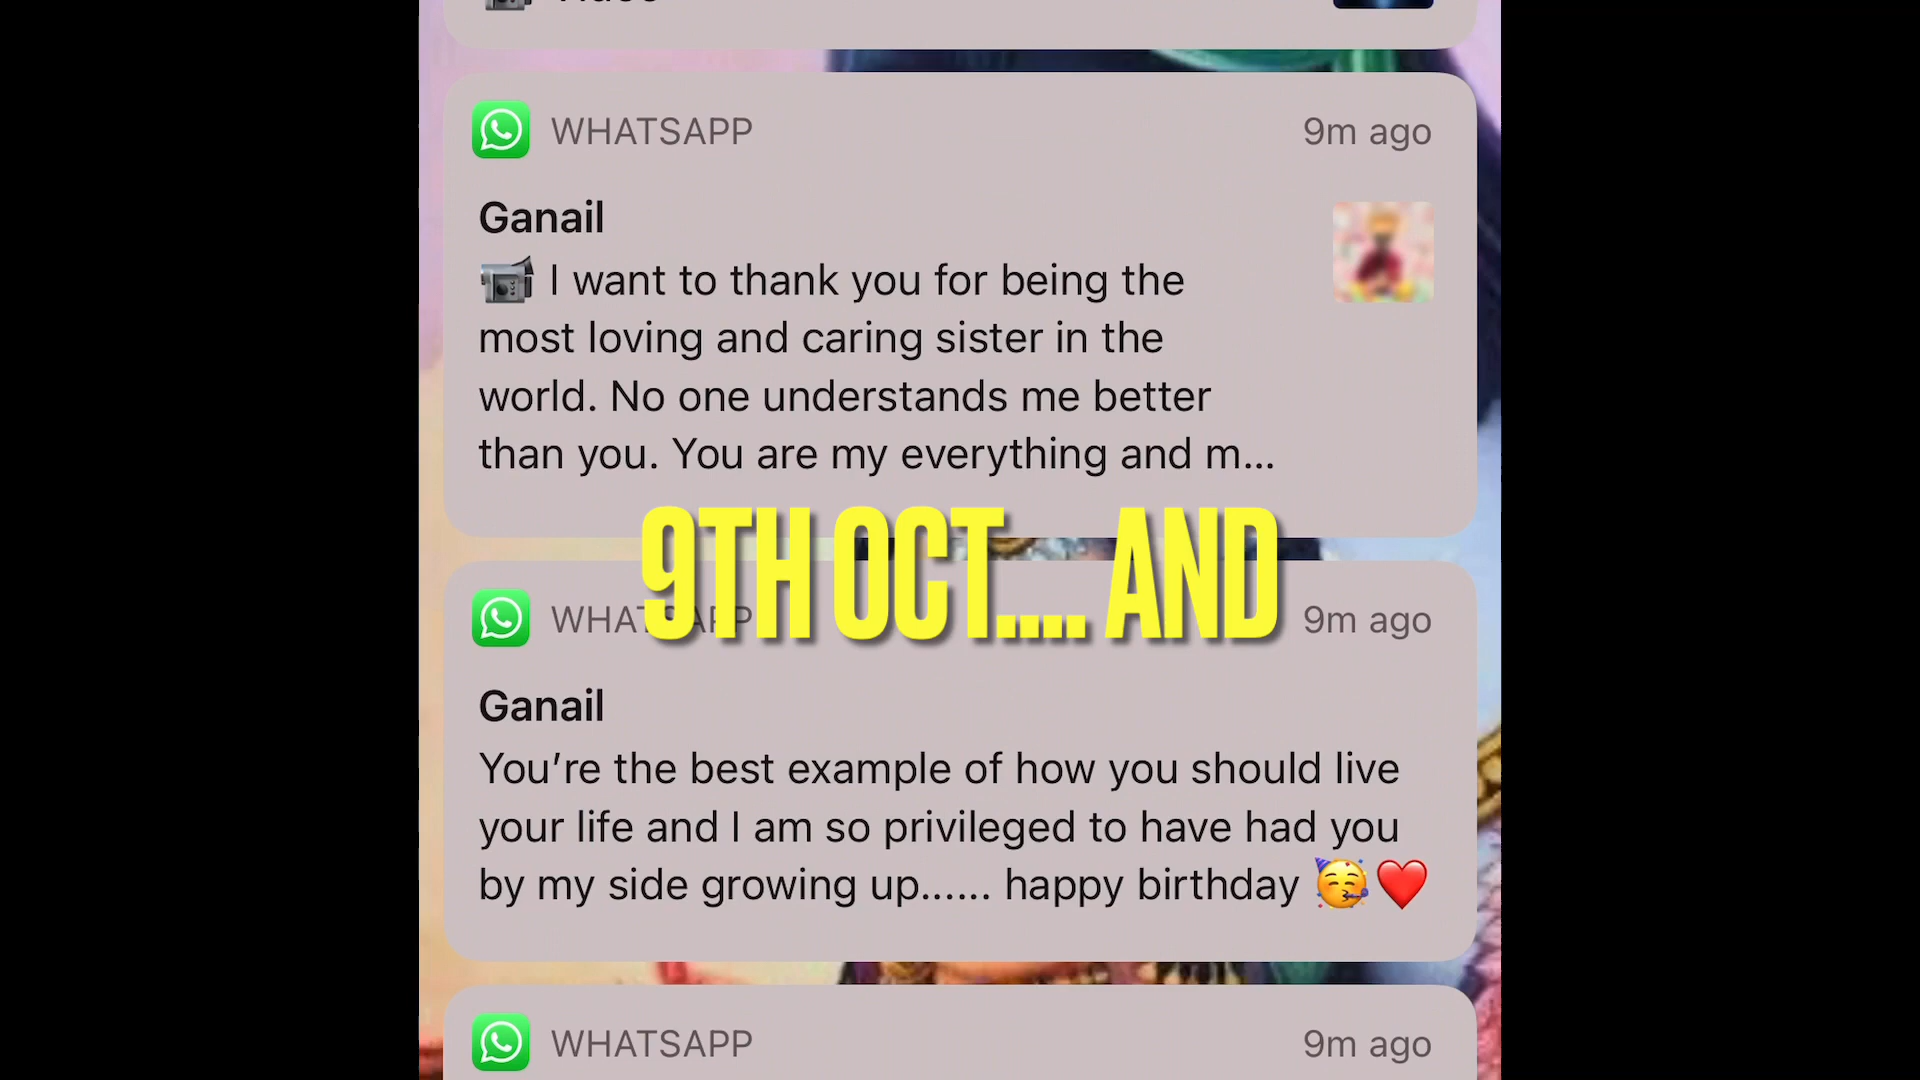 WHATSAPP
9m ago
Ganail
I want to thank you for being the
most loving and caring sister in the
world. No one understands me better
than you. You are my everything and m...
9TH OCT.... AND
WHATSAPP
9m ago
Ganail
You’re the best example of how you should live
your life and I am so privileged to have had you
by my side growing up...... happy birthday 🥳❤️
WHATSAPP
9m ago